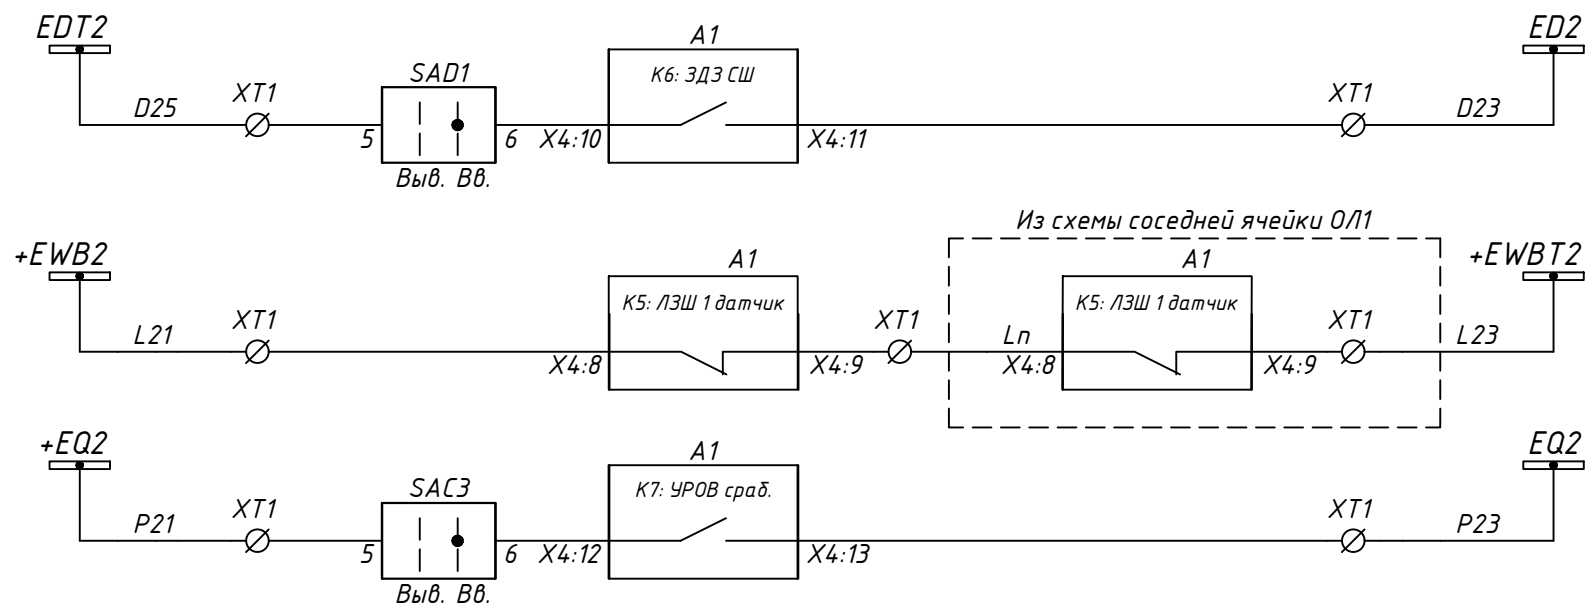 EDT2
A1
ED2
D25
XT1
SAD1
К6: ЗДЗ СШ
XT1
D23
5
6
X4:10
X4:11
Выв. Вв.
Из схемы соседней ячейки ОЛ1
+EWB2
A1
A1
+EWBT2
L21
XT1
К5: ЛЗШ 1 датчик
XT1
Ln
К5: ЛЗШ 1 датчик
XT1
L23
X4:8
X4:9
X4:8
X4:9
+EQ2
A1
EQ2
P21
XT1
SAC3
К7: УРОВ сраб.
XT1
P23
5
6
X4:12
X4:13
Выв. Вв.